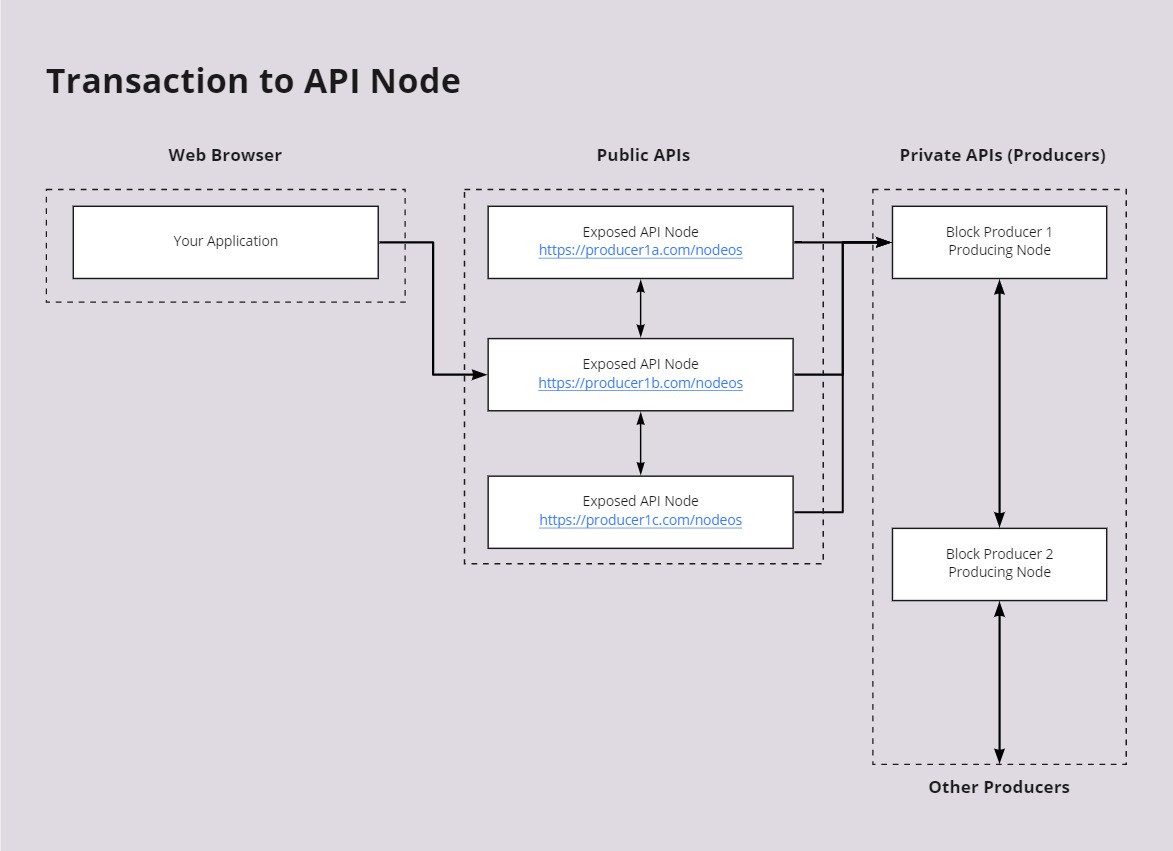 Transaction to API Node
Web Browser
Public APIs
Private APIs (Producers)
Your Application
Exposed API Node
https://producer1a.com/nodeos
Block Producer 1
Producing Node
Exposed API Node
https://producer1b.com/nodeos
Exposed API Node
https://producer1c.com/nodeos
Block Producer 2
Producing Node
Other Producers